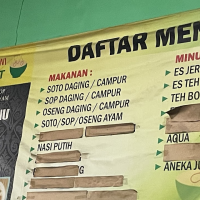 DAFTAR MEN
MAKANAN :
SOTO DAGING / CAMPUR
SOP DAGING / CAMPUR
OSENG DAGING / CAMPUR
SOTO/SOP/OSENG AYAM
NASI PUTIH
G
MINU
ES JER
ES TEH
TEH BO
AQUA
ANEKA JU